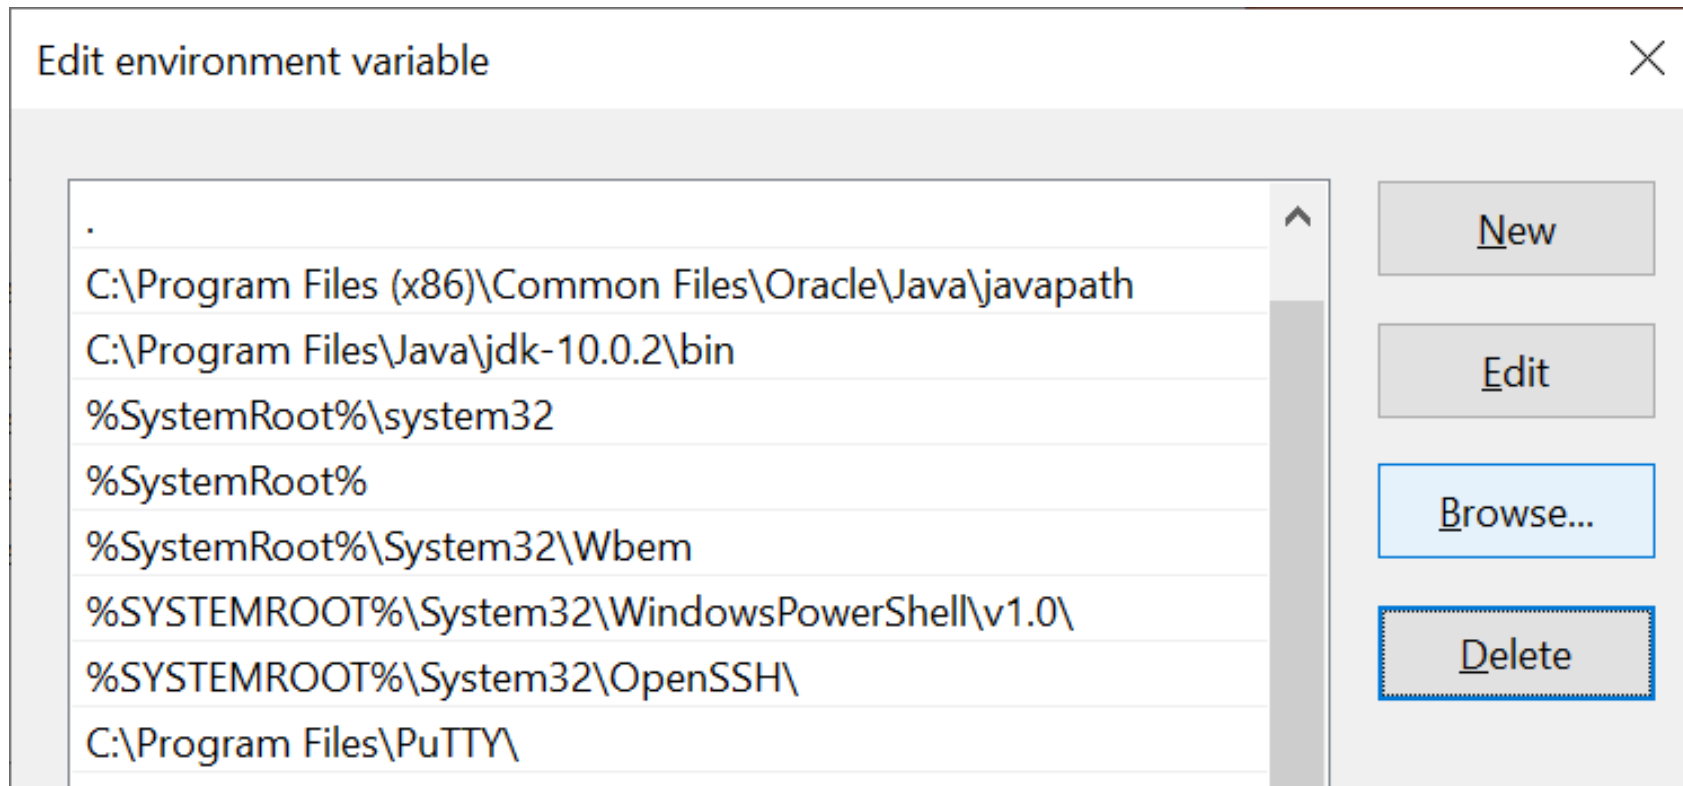 Edit environment variable
.
C:\Program Files (x86)\Common Files\Oracle\Java\javapath
C:\Program Files\Java\jdk-10.0.2\bin
%SystemRoot%\system32
%SystemRoot%
%SystemRoot%\System32\Wbem
%SYSTEMROOT%\System32\WindowsPowerShell\v1.0\
%SYSTEMROOT%\System32\OpenSSH\
C:\Program Files\PuTTY\
New
Edit
Browse...
Delete